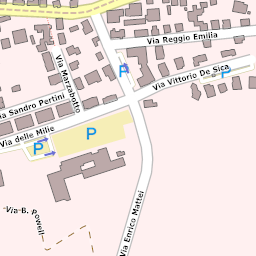 Via Reggio Emilia
Via Marzabotto
P
Via Vittorio De Sica
P
Via Sandro Pertini
P
Via delle Milie
P
Via Enrico Mattei
Via B. Powell